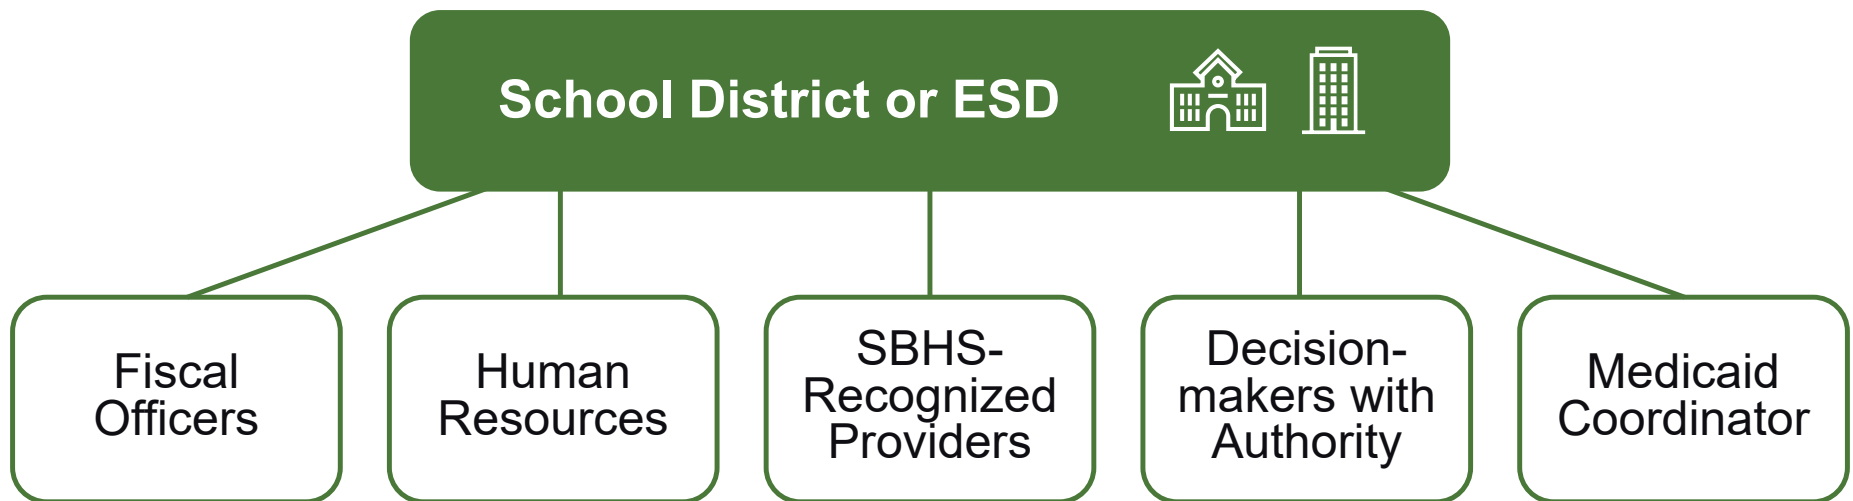 School District or ESD
Fiscal
Officers
Human
Resources
SBHS-
Recognized
Providers
Decision-
makers with
Authority
Medicaid
Coordinator